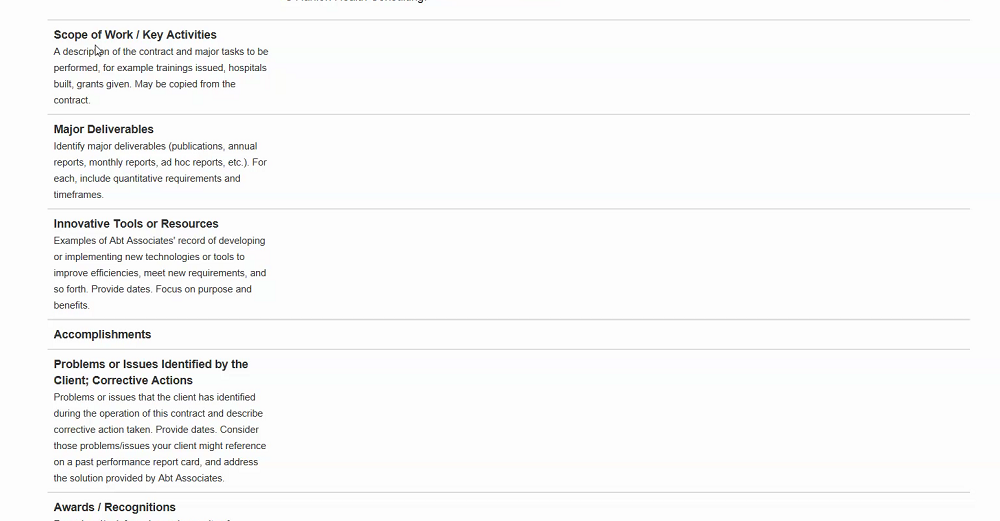 Scope of Work / Key Activities
A description of the contract and major tasks to be
performed, for example trainings issued, hospitals
built, grants given. May be copied from the
contract.
Major Deliverables
Identify major deliverables (publications, annual
reports, monthly reports, ad hoc reports, etc.). For
each, include quantitative requirements and
timeframes.
Innovative Tools or Resources
Examples of Abt Associates' record of developing
or implementing new technologies or tools to
improve efficiencies, meet new requirements, and
so forth. Provide dates. Focus on purpose and
benefits.
Accomplishments
Problems or Issues Identified by the
Client; Corrective Actions
Problems or issues that the client has identified
during the operation of this contract and describe
corrective action taken. Provide dates. Consider
those problems/issues your client might reference
on a past performance report card, and address
the solution provided by Abt Associates.
Awards / Recognitions